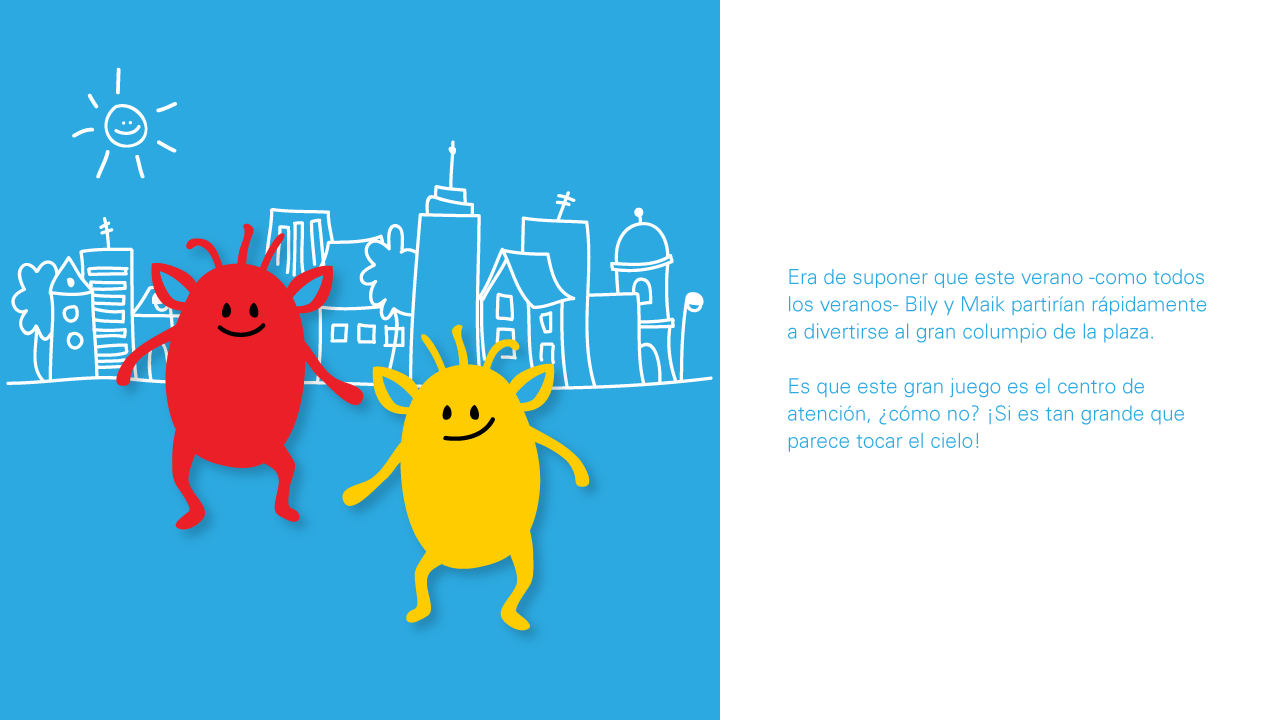 Era de suponer que este verano -como todos
los veranos- Bily y Maik partirían rápidamente
a divertirse al gran columpio de la plaza.
Es que este gran juego es el centro de
atención, ¿cómo no? ¡Si es tan grande que
parece tocar el cielo!